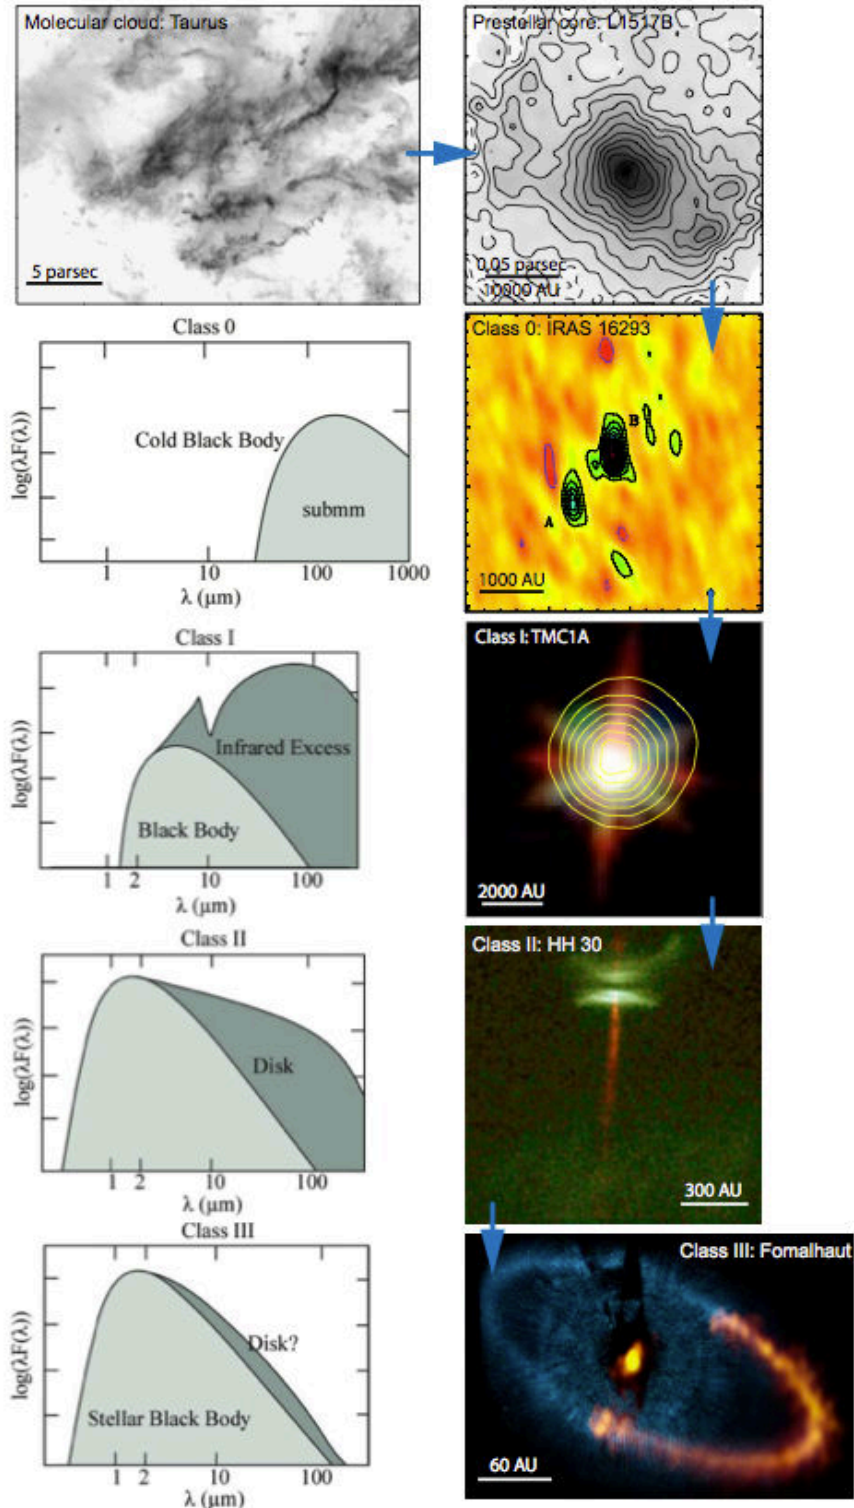 Molecular cloud: Taurus
5 parsec
Prestellar core: L1517B
0.05 parsec
10000 AU
Class 0
log(λF(λ))
Cold Black Body
submm
1 10 100 1000
λ (μm)
Class 0: IRAS 16293
B
A
1000 AU
Class I
log(λF(λ))
Infrared Excess
Black Body
1 2 10 100
λ (μm)
Class I: TMC1A
2000 AU
Class II
log(λF(λ))
Disk
1 2 10 100
λ (μm)
Class II: HH 30
300 AU
Class III
log(λF(λ))
Disk?
Stellar Black Body
1 2 10 100
λ (μm)
Class III: Fomalhaut
60 AU